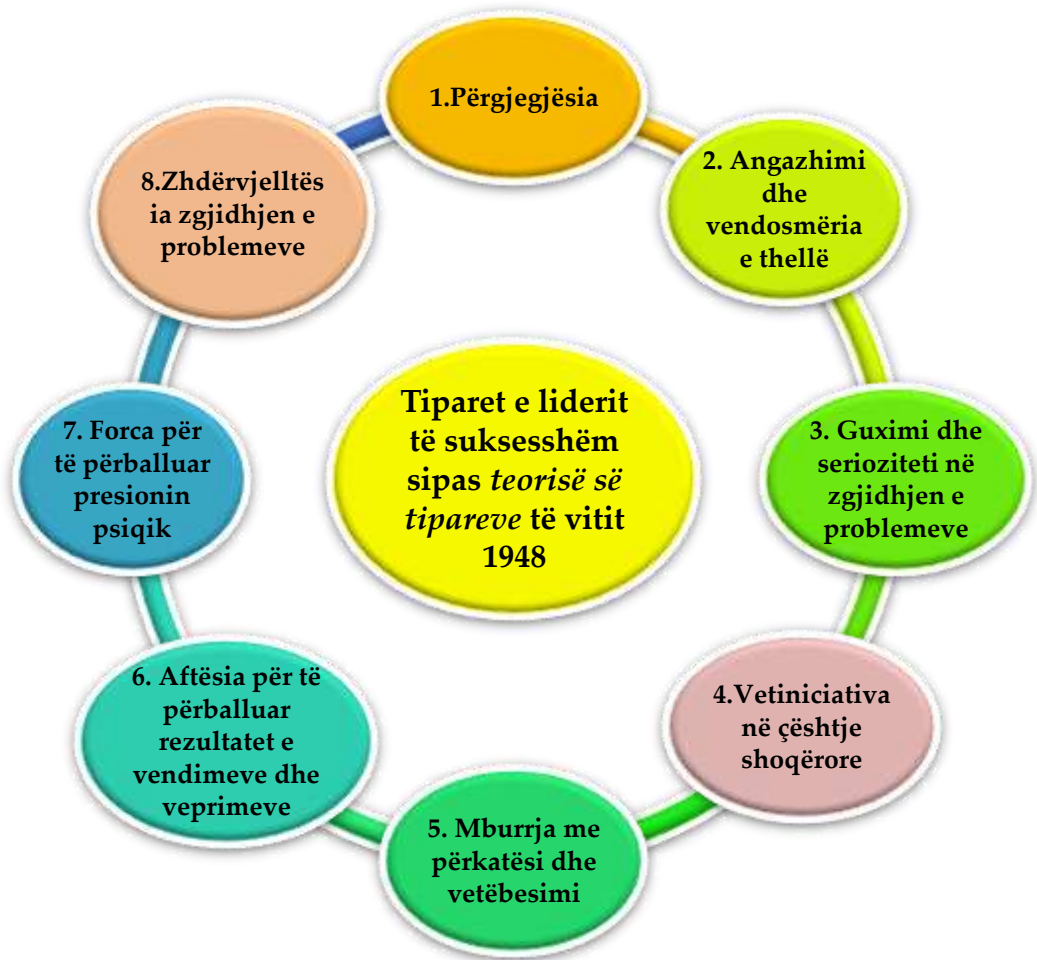 1.Përgjegjësia
2. Angazhimi
dhe
vendosmëria
e thellë
3. Guximi dhe
serioziteti në
zgjidhjen e
problemeve
4.Vetiniciativa
në çështje
shoqërore
5. Mburrja me
përkatësi dhe
vetëbesimi
6. Aftësia për të
përballuar
rezultatet e
vendimeve dhe
veprimeve
7. Forca për
të përballuar
presionin
psiqik
8.Zhdërvjelltës
ia zgjidhjen e
problemeve
Tiparet e liderit
të suksesshëm
sipas teorisë së
tipareve të vitit
1948